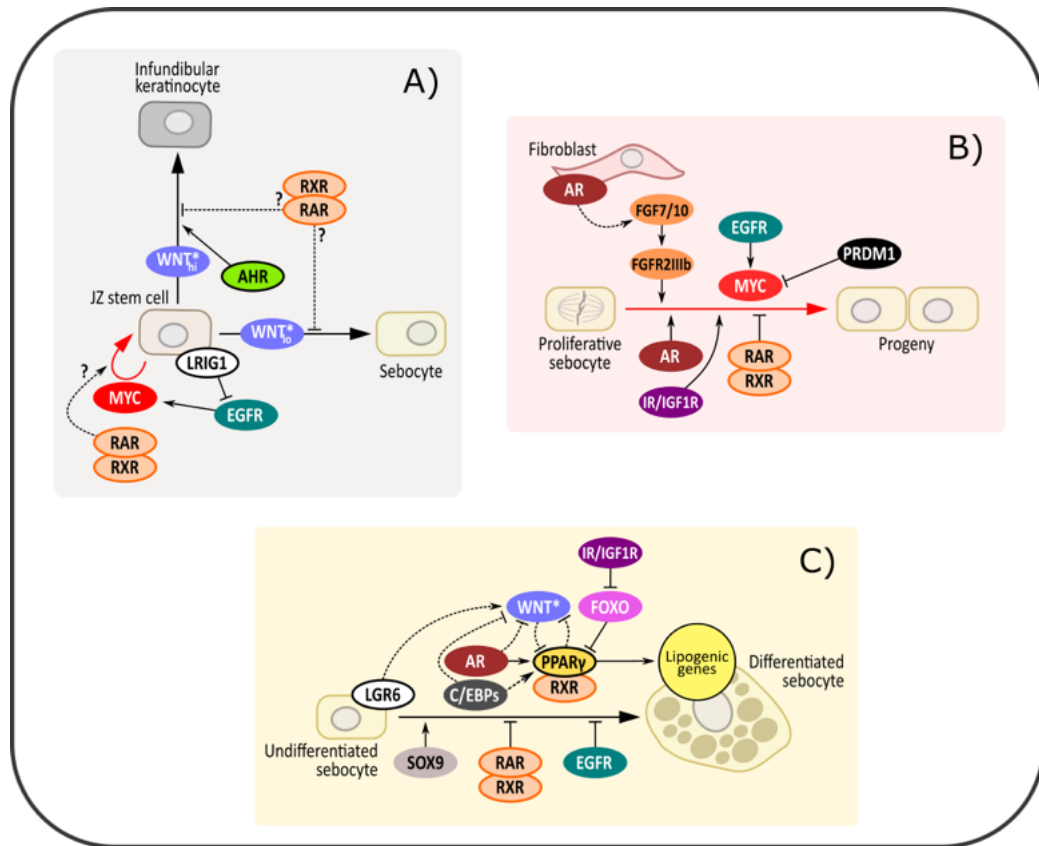 A)
Infundibular
keratinocyte
RXR
RAR
?
?
WNT*
hi
AHR
JZ stem cell
WNT*
lo
LRIG1
Sebocyte
?
MYC
EGFR
RAR
RXR
B)
Fibroblast
AR
FGF7/10
EGFR
PRDM1
FGFR2IIIb
MYC
Proliferative
sebocyte
AR
RAR
RXR
Progeny
IR/IGF1R
C)
IR/IGF1R
WNT*
FOXO
AR
PPARγ
RXR
Lipogenic
genes
Differentiated
sebocyte
LGR6
C/EBPs
Undifferentiated
sebocyte
SOX9
RAR
RXR
EGFR